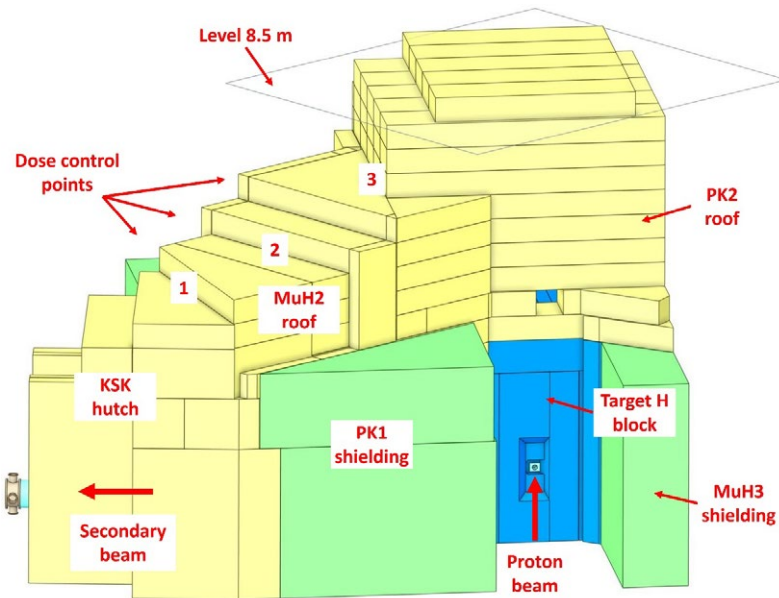 Level 8.5 m
Dose control
points
3
PK2
roof
2
1
MuH2
roof
KSK
hutch
Target H
block
PK1
shielding
MuH3
shielding
Secondary
beam
Proton
beam